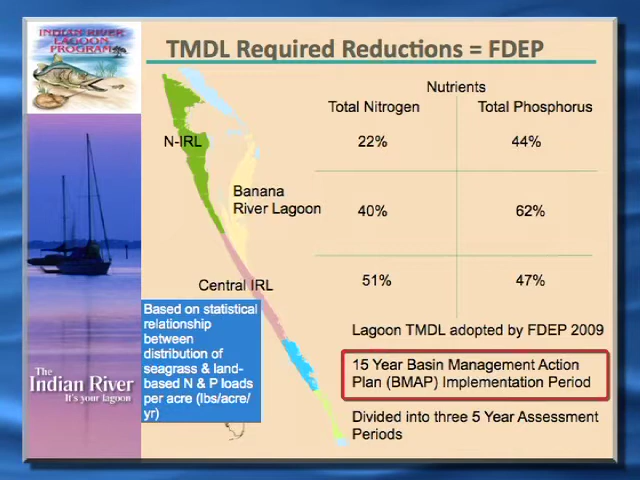 INDIAN RIVER
LAGOON
PROGRAM
TMDL Required Reductions = FDEP
Nutrients
Total Nitrogen
Total Phosphorus
N-IRL
22%
44%
Banana
River Lagoon
40%
62%
Central IRL
51%
47%
Based on statistical
relationship
between
distribution of
seagrass & land-
based N & P loads
per acre (lbs/acre/
yr)
Lagoon TMDL adopted by FDEP 2009
15 Year Basin Management Action
Plan (BMAP) Implementation Period
Divided into three 5 Year Assessment
Periods
The
Indian River
It's your lagoon